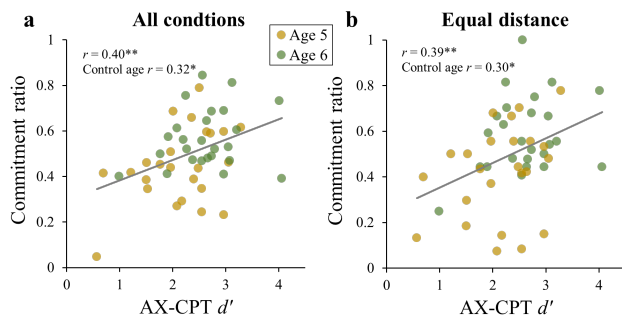 a All condtions
r = 0.40**
Control age r = 0.32*
Age 5
Age 6
Commitment ratio
1
0.8
0.6
0.4
0.2
0
0 1 2 3 4
AX-CPT d′
b Equal distance
r = 0.39**
Control age r = 0.30*
Commitment ratio
1
0.8
0.6
0.4
0.2
0
0 1 2 3 4
AX-CPT d′